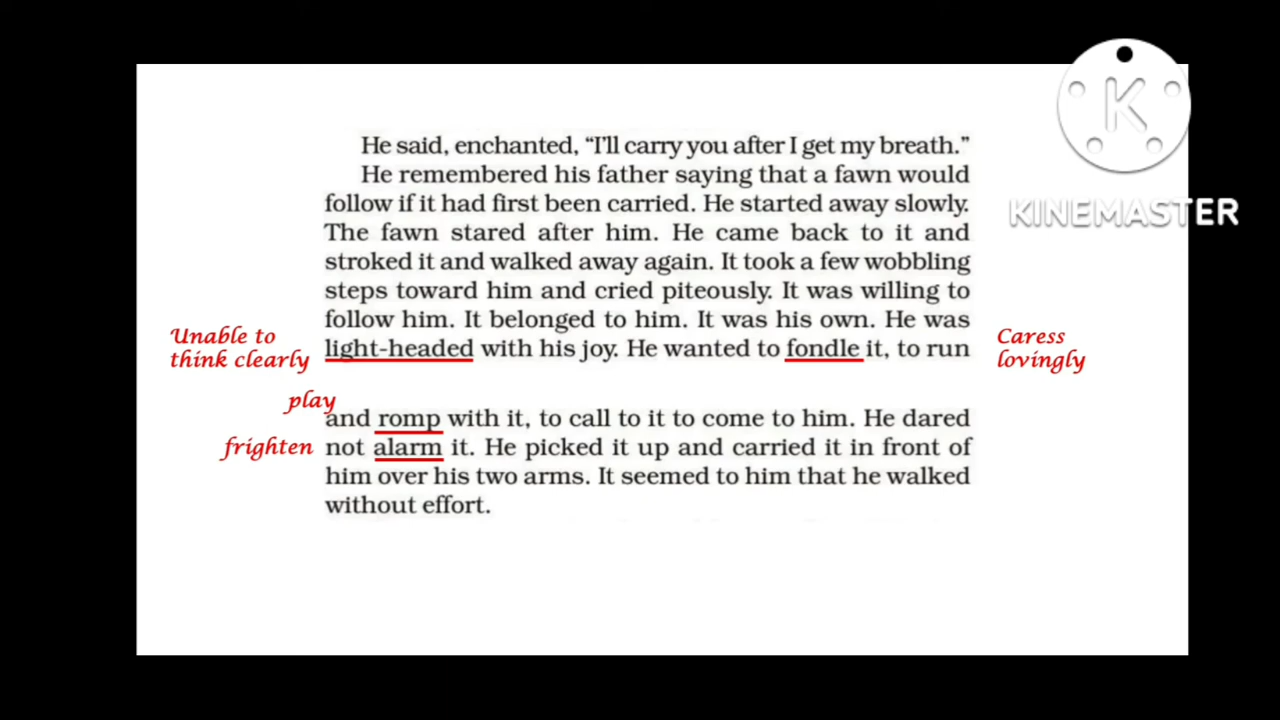 He said, enchanted, “I’ll carry you after I get my breath.”
He remembered his father saying that a fawn would
follow if it had first been carried. He started away slowly.
The fawn stared after him. He came back to it and
stroked it and walked away again. It took a few wobbling
steps toward him and cried piteously. It was willing to
follow him. It belonged to him. It was his own. He was
light-headed with his joy. He wanted to fondle it, to run
Unable to
think clearly
Caress
lovingly
play
and romp with it, to call to it to come to him. He dared
frighten
not alarm it. He picked it up and carried it in front of
him over his two arms. It seemed to him that he walked
without effort.
K
KINEMASTER